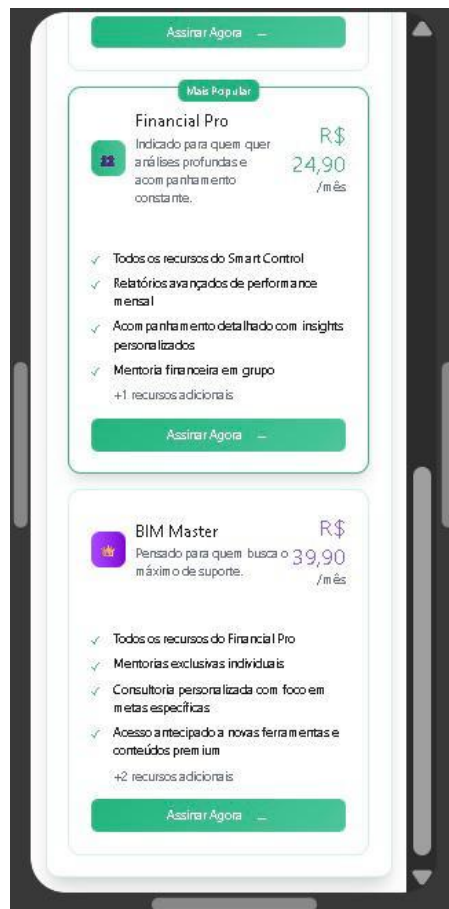 Assinar Agora
Mais Popular
Financial Pro
Indicado para quem quer
análises profundas e
acompanhamento
constante.
R$
24,90
/mês
✓ Todos os recursos do Smart Control
✓ Relatórios avançados de performance
mensal
✓ Acompanhamento detalhado com insights
personalizados
✓ Mentoria financeira em grupo
+1 recursos adicionais
Assinar Agora
BIM Master
Pensado para quem busca o
máximo de suporte.
R$
39,90
/mês
✓ Todos os recursos do Financial Pro
✓ Mentorias exclusivas individuais
✓ Consultoria personalizada com foco em
metas específicas
✓ Acesso antecipado a novas ferramentas e
conteúdos premium
+2 recursos adicionais
Assinar Agora